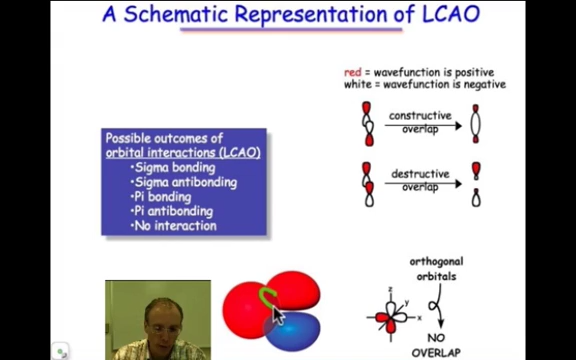 A Schematic Representation of LCAO
red = wavefunction is positive
white = wavefunction is negative
constructive
overlap
Possible outcomes of
orbital interactions (LCAO)
•Sigma bonding
•Sigma antibonding
•Pi bonding
•Pi antibonding
•No interaction
destructive
overlap
orthogonal
orbitals
z
y
x
NO
OVERLAP